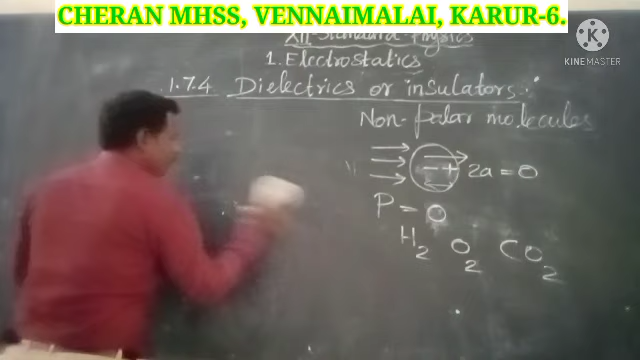 CHERAN MHSS, VENNAIMALAI, KARUR-6.
XII-Standard-Physics
1. Electrostatics
1.7.4 Dielectrics or insulators:
Non-polar molecules
- + 2a = 0
P = 0
H2 O2 CO2
K
KINEMASTER